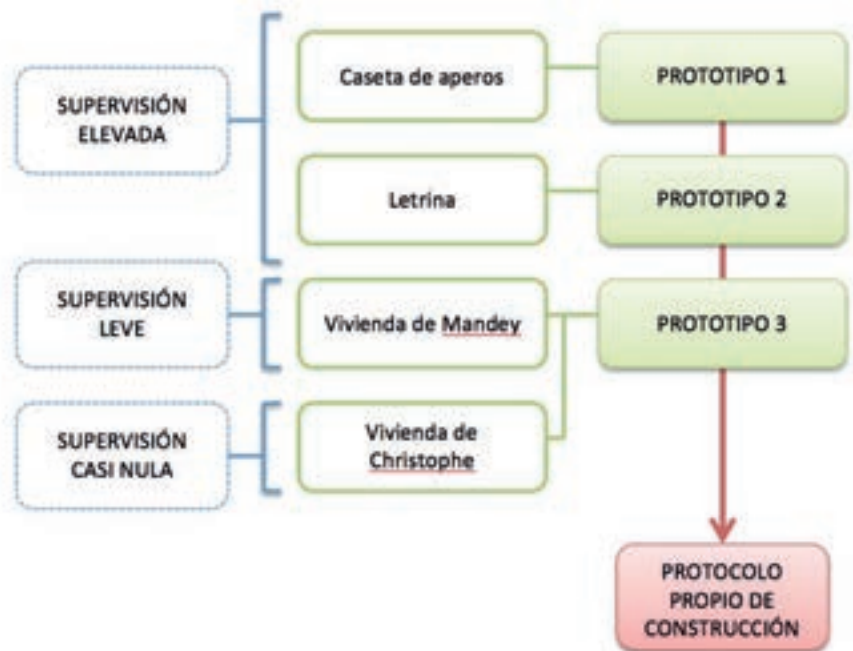 SUPERVISIÓN
ELEVADA
Caseta de aperos
PROTOTIPO 1
Letrina
PROTOTIPO 2
SUPERVISIÓN
LEVE
Vivienda de Mandey
PROTOTIPO 3
SUPERVISIÓN
CASI NULA
Vivienda de
Christophe
PROTOCOLO
PROPIO DE
CONSTRUCCIÓN